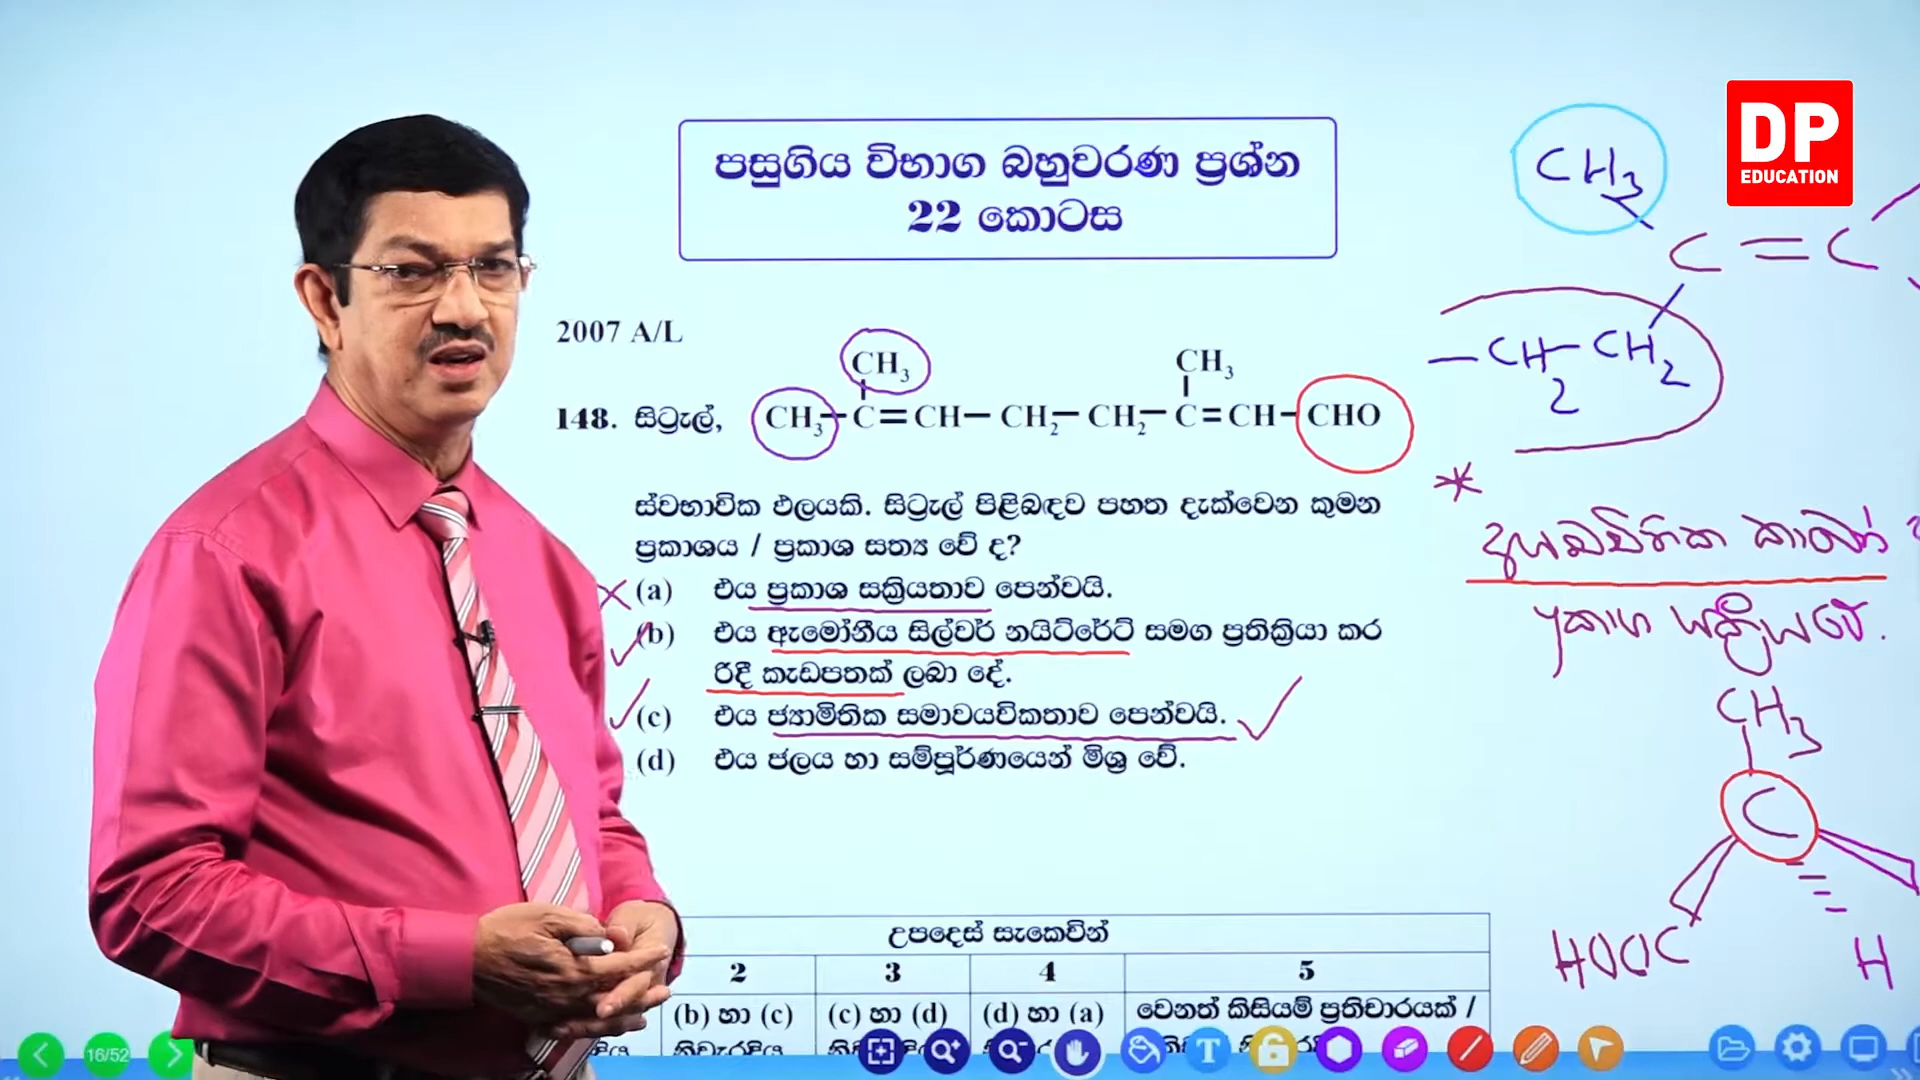 DP
EDUCATION
පසුගිය විභාග බහුවරණ ප්‍රශ්න
22 කොටස
2007 A/L
CH₃ CH₃
148. සිට්‍රැල්, CH₃–C=CH–CH₂–CH₂–C=CH–CHO
ස්වභාවික ඵලයකි. සිට්‍රැල් පිළිබඳව පහත දැක්වෙන කුමන
ප්‍රකාශය / ප්‍රකාශ සත්‍ය වේ ද?
(a) එය ප්‍රකාශ සක්‍රියතාව පෙන්වයි.
(b) එය ඇමෝනීය සිල්වර් නයිට්රේට් සමග ප්‍රතික්‍රියා කර
රිදී කැඩපතක් ලබා දේ.
(c) එය ජ්‍යාමිතික සමාවයවිකතාව පෙන්වයි.
(d) එය ජලය හා සම්පූර්ණයෙන් මිශ්‍ර වේ.
උපදෙස් සැකෙවින්
2 3 4 5
(b) හා (c) (c) හා (d) (d) හා (a) වෙනත් කිසියම් ප්‍රතිචාරයක් /
CH₃
C = C
–CH₂–CH₂
*
CH₃
C
HOOC H
16/52
T